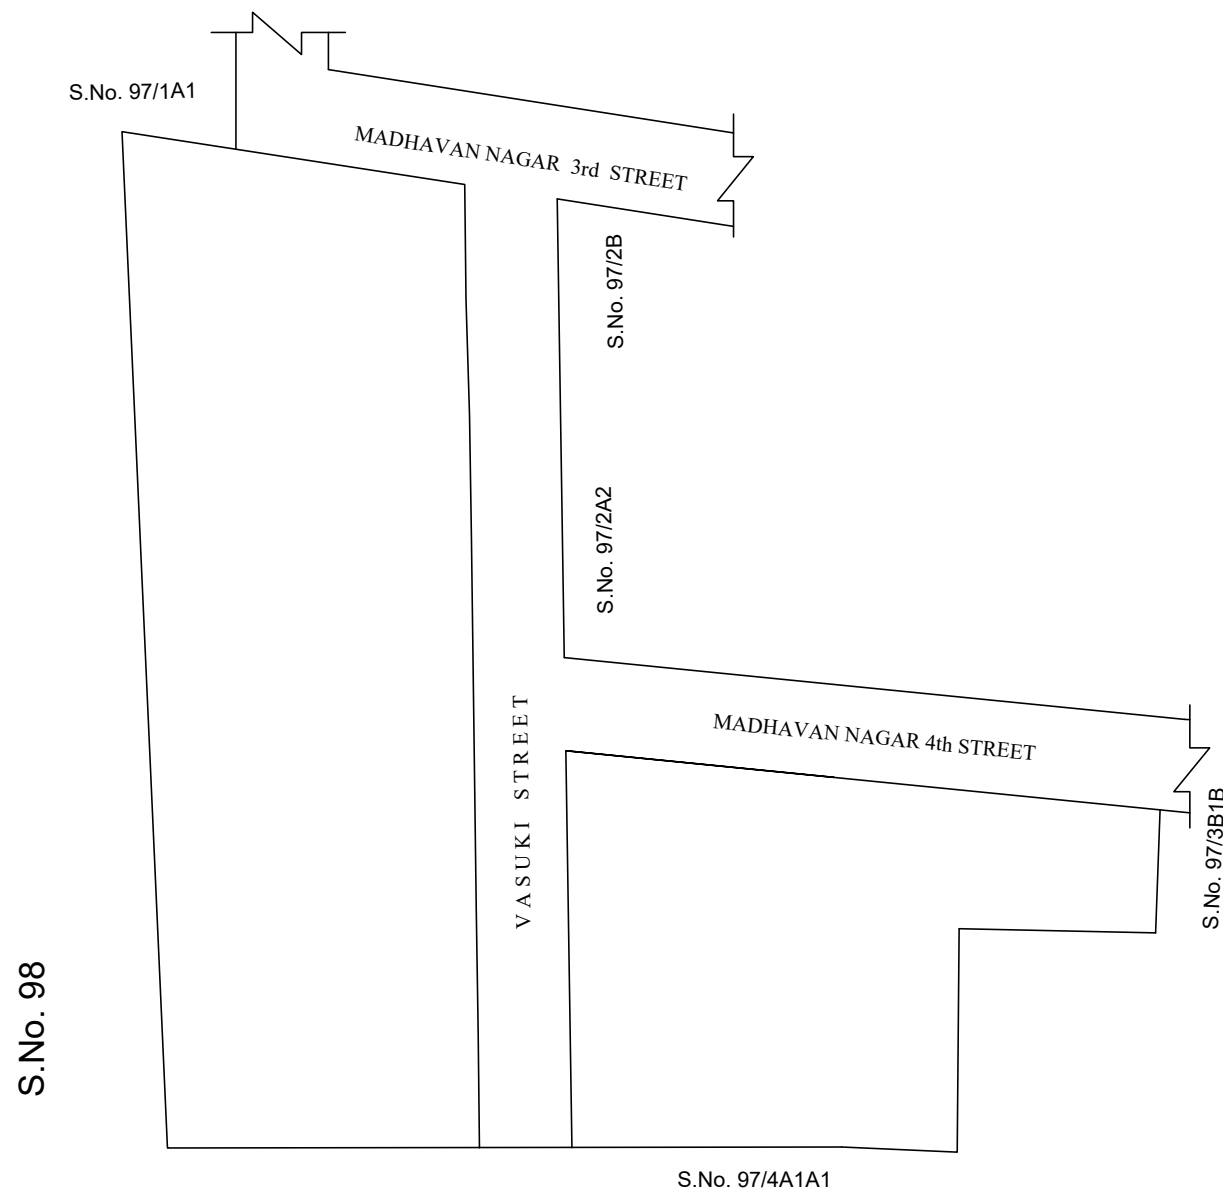 S.No. 97/1A1
MADHAVAN NAGAR 3rd STREET
S.No. 97/2B
S.No. 97/2A2
MADHAVAN NAGAR 4th STREET
VASUKI STREET
S.No. 97/3B1B
S.No. 98
S.No. 97/4A1A1